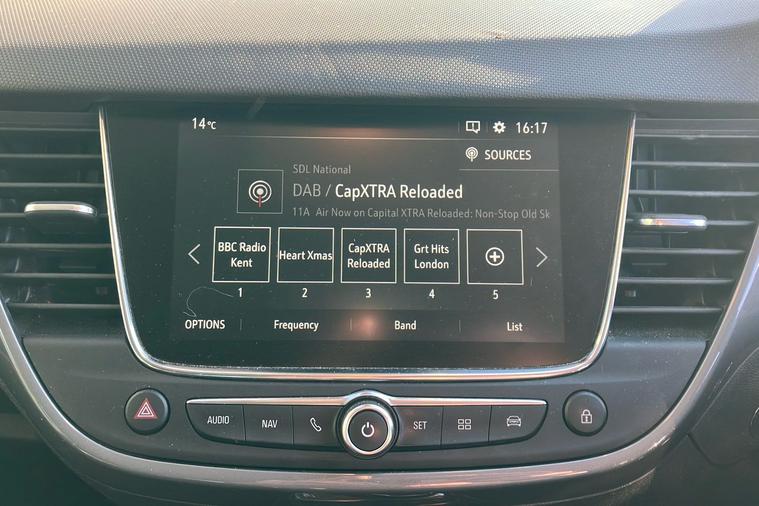 14°C
16:17
SOURCES
SDL National
DAB / CapXTRA Reloaded
11A Air Now on Capital XTRA Reloaded: Non-Stop Old Sk
BBC Radio
Kent
Heart Xmas
CapXTRA
Reloaded
Grt Hits
London
1 2 3 4 5
OPTIONS Frequency Band List
AUDIO NAV SET